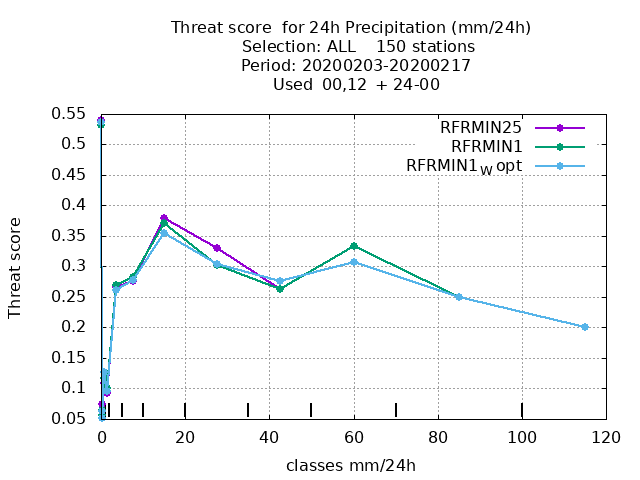 Threat score  for 24h Precipitation (mm/24h)
Selection: ALL    150 stations
Period: 20200203-20200217
Used  00,12  + 24-00
RFRMIN25
RFRMIN1
RFRMIN1W opt
Threat score
0.55
0.5
0.45
0.4
0.35
0.3
0.25
0.2
0.15
0.1
0.05
0 20 40 60 80 100 120
classes mm/24h